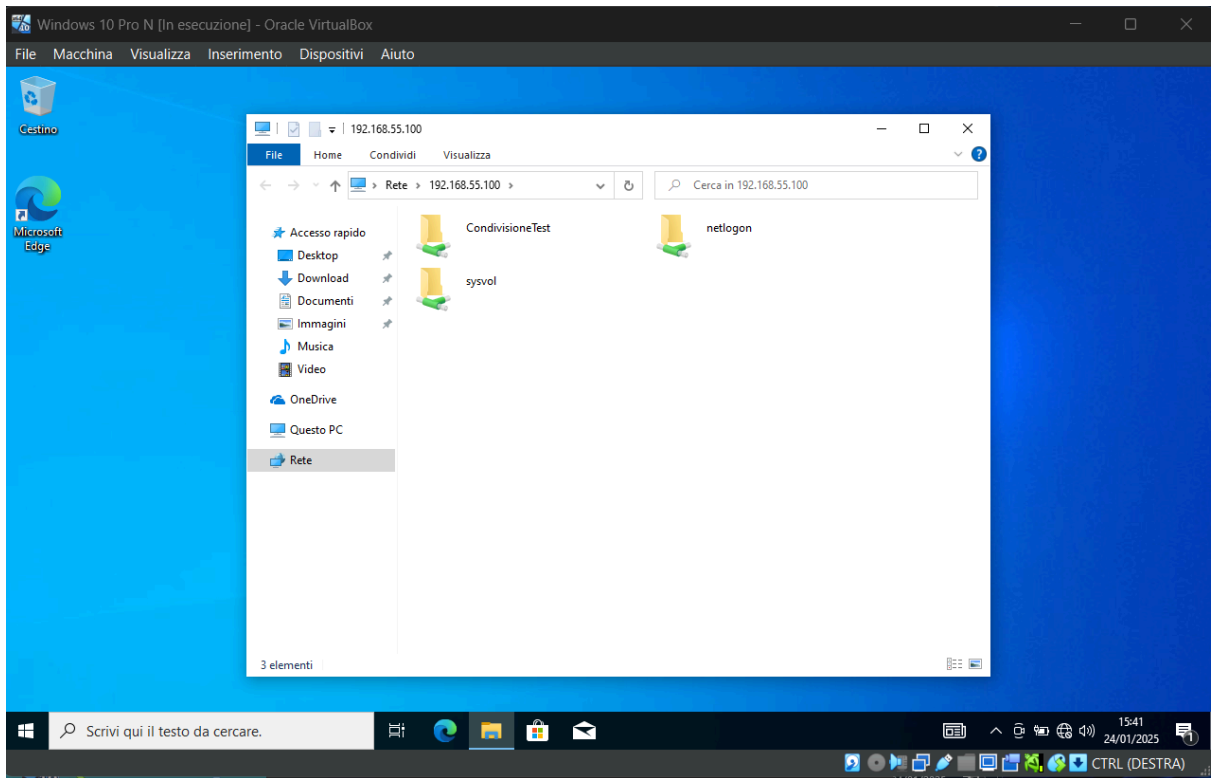 Windows 10 Pro N [In esecuzione] - Oracle VirtualBox
File Macchina Visualizza Inserimento Dispositivi Aiuto
Cestino
Microsoft
Edge
192.168.55.100
File Home Condividi Visualizza
Rete > 192.168.55.100 >
Cerca in 192.168.55.100
Accesso rapido
Desktop
Download
Documenti
Immagini
Musica
Video
OneDrive
Questo PC
Rete
CondivisioneTest
netlogon
sysvol
3 elementi
Scrivi qui il testo da cercare.
15:41
24/01/2025
1
CTRL (DESTRA)